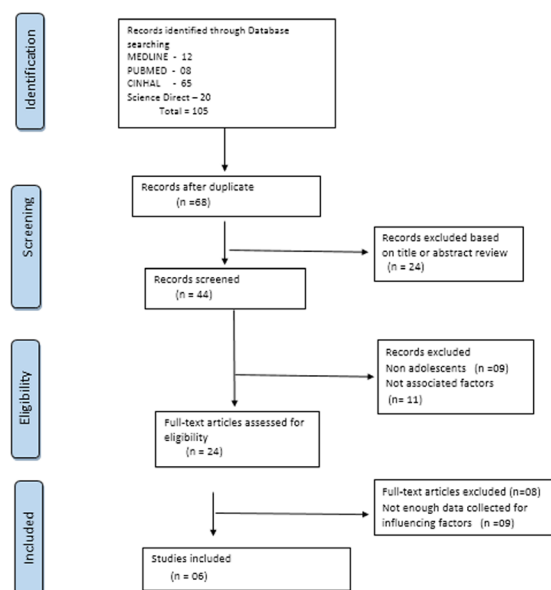 Identification
Records identified through Database
searching
MEDLINE - 12
PUBMED - 08
CINHAL - 65
Science Direct – 20
Total = 105
Screening
Records after duplicate
(n =68)
Records excluded based
on title or abstract review
(n = 24)
Records screened
(n = 44)
Eligibility
Records excluded
Non adolescents (n =09)
Not associated factors
(n= 11)
Full-text articles assessed for
eligibility
(n = 24)
Included
Full-text articles excluded (n=08)
Not enough data collected for
influencing factors (n =09)
Studies included
(n = 06)